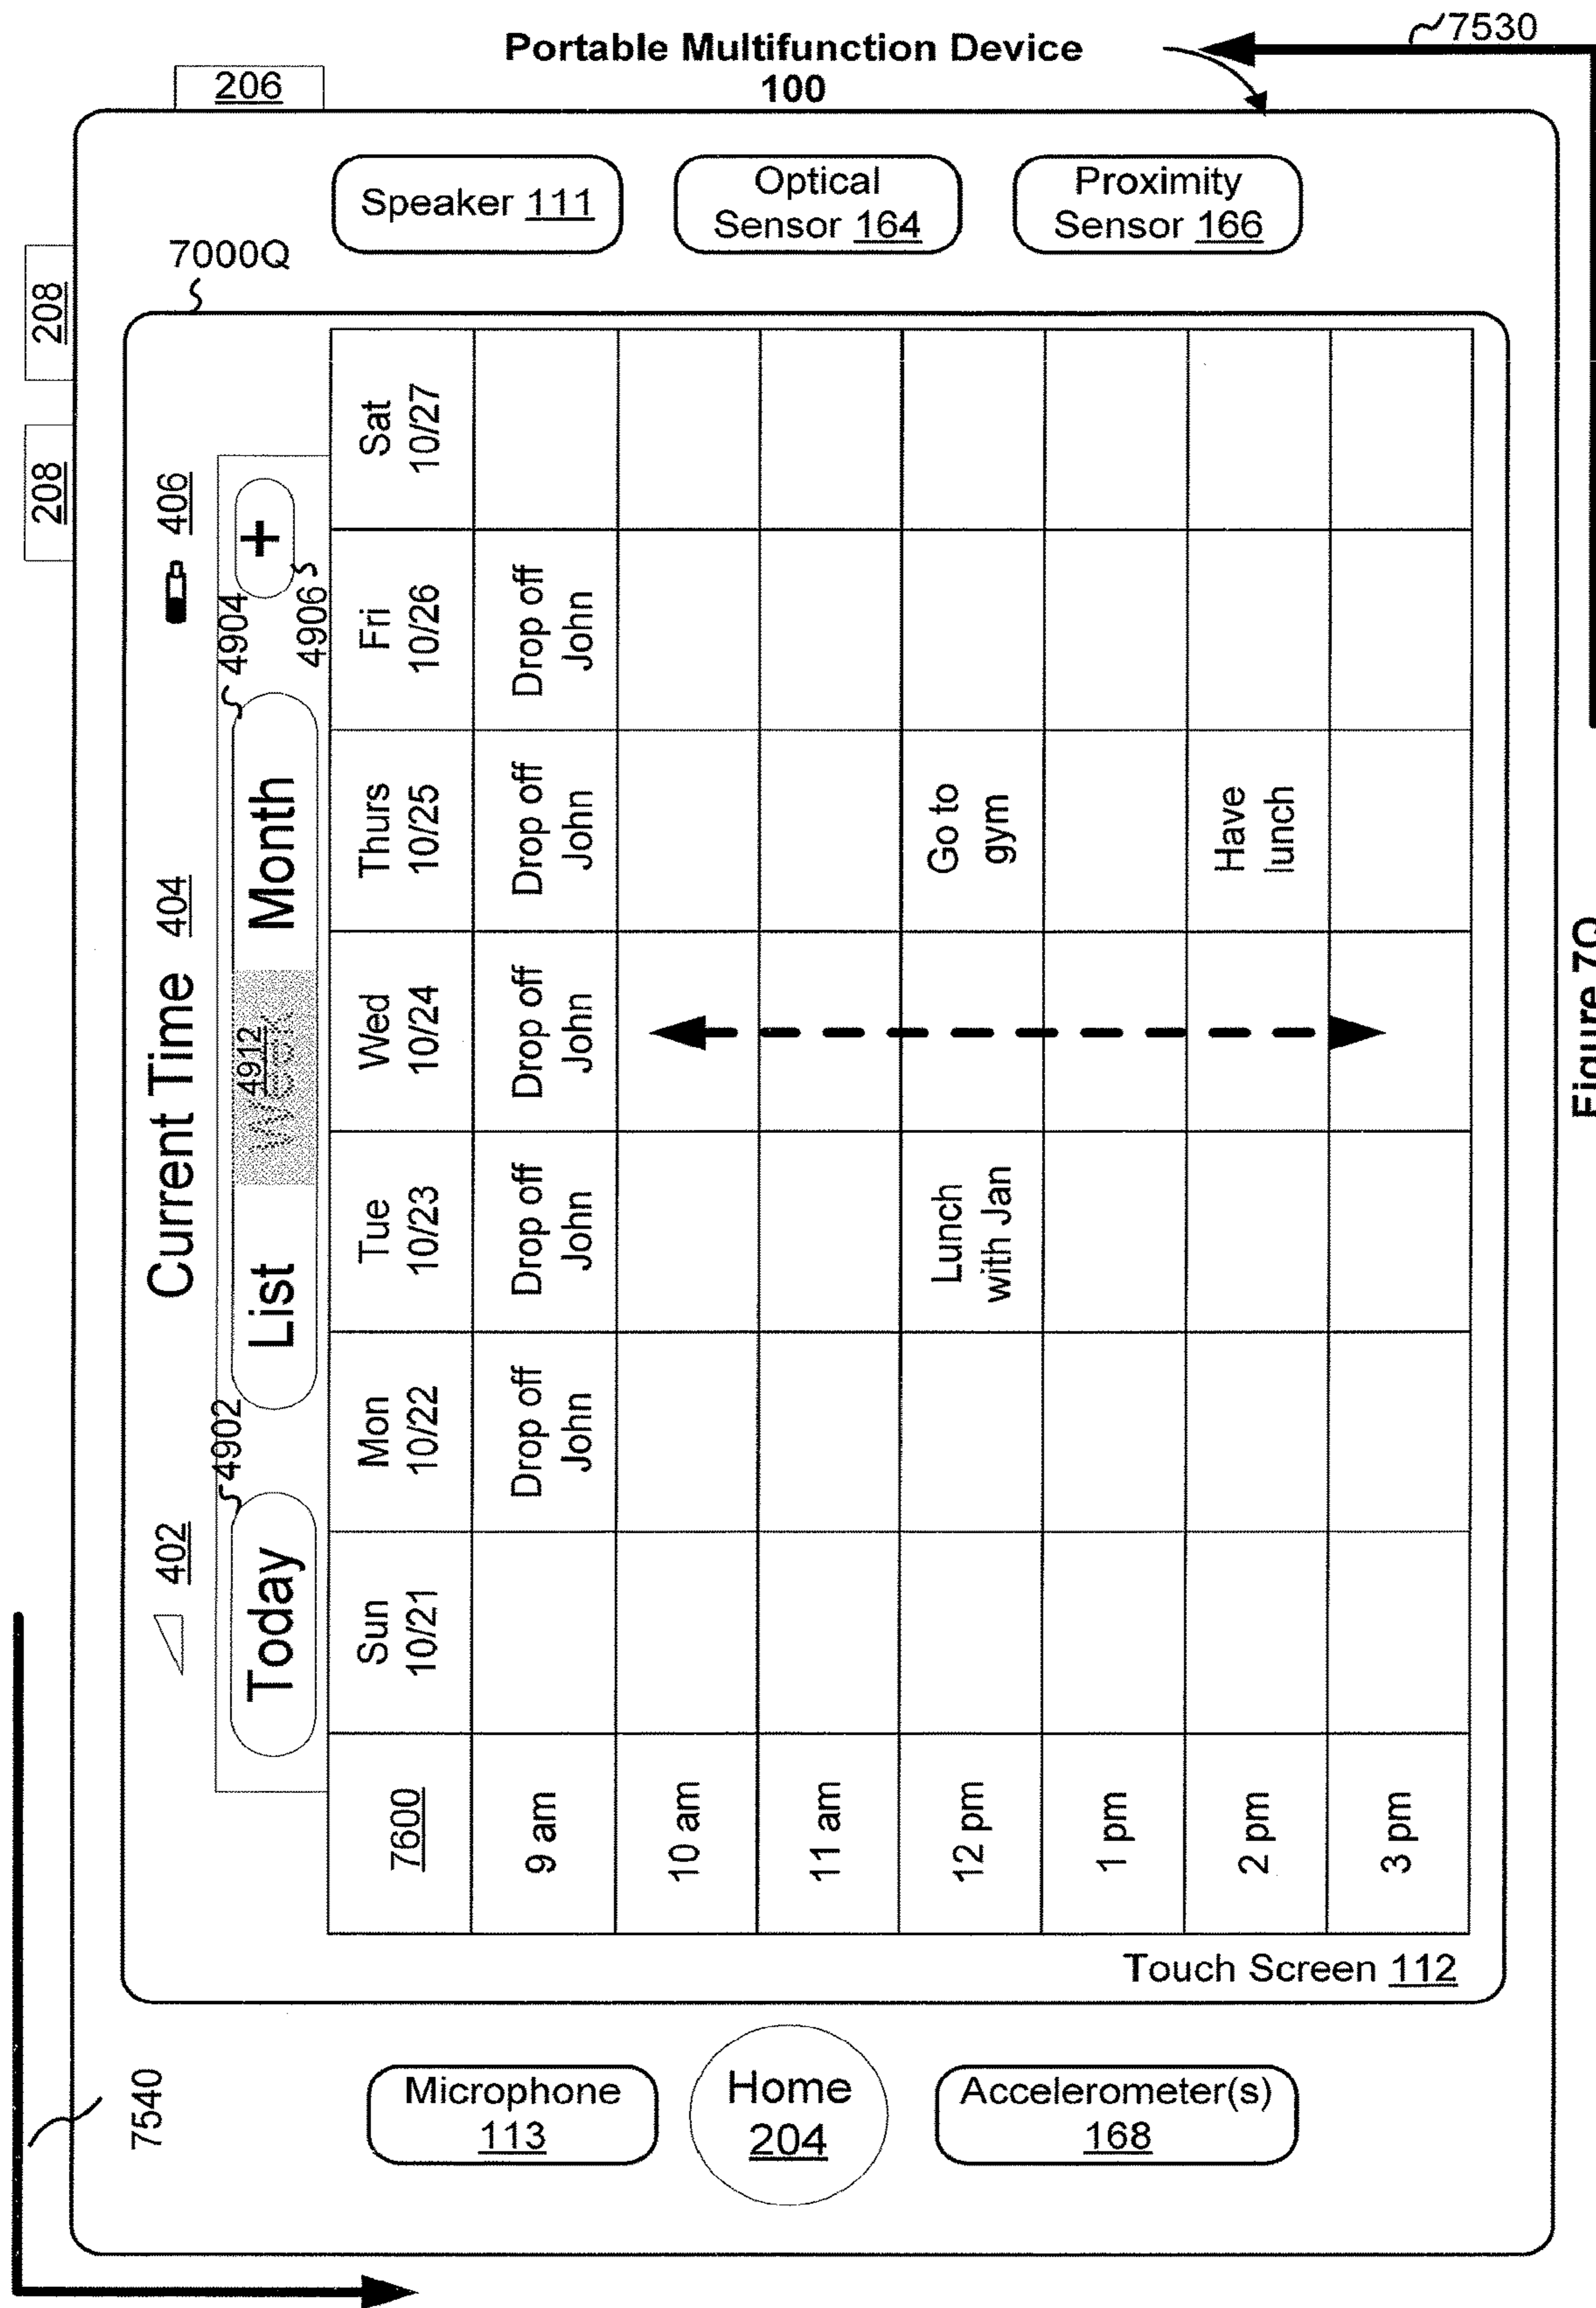 Portable Multifunction Device
100
7530
206
208
208
Speaker 111
Optical
Sensor 164
Proximity
Sensor 166
7000Q
402
Current Time 404
406
4902
4904
4906
Today
List
Week
4912
Month
+
7600
Sun
10/21
Mon
10/22
Tue
10/23
Wed
10/24
Thurs
10/25
Fri
10/26
Sat
10/27
9 am
Drop off
John
Drop off
John
Drop off
John
Drop off
John
Drop off
John
10 am
11 am
12 pm
Lunch
with Jan
Go to
gym
1 pm
2 pm
Have
lunch
3 pm
Touch Screen 112
7540
Microphone
113
Home
204
Accelerometer(s)
168
Figure 7Q